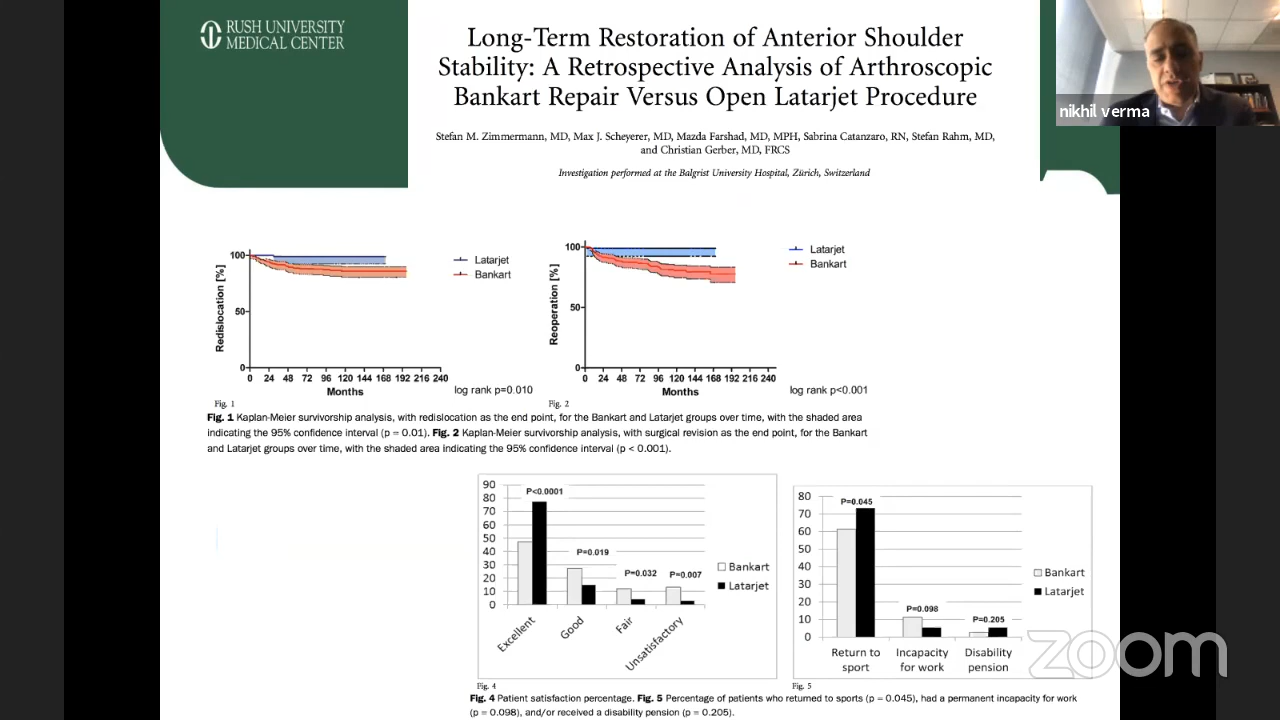 RUSH UNIVERSITY
MEDICAL CENTER
Long-Term Restoration of Anterior Shoulder
Stability: A Retrospective Analysis of Arthroscopic
Bankart Repair Versus Open Latarjet Procedure
Stefan M. Zimmermann, MD, Max J. Scheyerer, MD, Mazda Farshad, MD, MPH, Sabrina Catanzaro, RN, Stefan Rahm, MD,
and Christian Gerber, MD, FRCS
Investigation performed at the Balgrist University Hospital, Zürich, Switzerland
nikhil verma
Redislocation [%]
100
50
0
0 24 48 72 96 120 144 168 192 216 240
Months
Latarjet
Bankart
log rank p=0.010
Fig. 1
Reoperation [%]
100
50
0
0 24 48 72 96 120 144 168 192 216 240
Months
Latarjet
Bankart
log rank p<0.001
Fig. 2
Fig. 1 Kaplan-Meier survivorship analysis, with redislocation as the end point, for the Bankart and Latarjet groups over time, with the shaded area
indicating the 95% confidence interval (p = 0.01). Fig. 2 Kaplan-Meier survivorship analysis, with surgical revision as the end point, for the Bankart
and Latarjet groups over time, with the shaded area indicating the 95% confidence interval (p < 0.001).
90
80
70
60
50
40
30
20
10
0
P<0.0001
P=0.019
P=0.032
P=0.007
Excellent
Good
Fair
Unsatisfactory
Bankart
Latarjet
Fig. 4
80
70
60
50
40
30
20
10
0
P=0.045
P=0.098
P=0.205
Return to
sport
Incapacity
for work
Disability
pension
Bankart
Latarjet
Fig. 5
zoom
Fig. 4 Patient satisfaction percentage. Fig. 5 Percentage of patients who returned to sports (p = 0.045), had a permanent incapacity for work
(p = 0.098), and/or received a disability pension (p = 0.205).